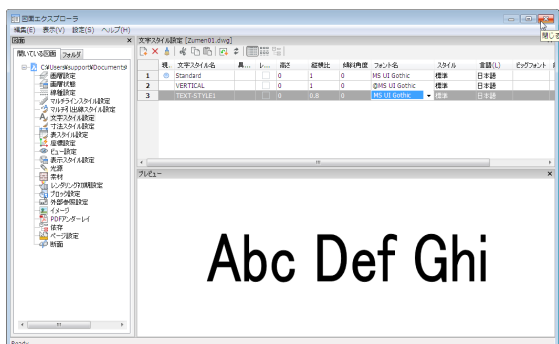 図面エクスプローラ
編集(E) 表示(V) 設定(S) ヘルプ(H)
閉じる
図面
開いている図面 フォルダ
C:¥Users¥support¥Documents¥
画層設定
画層状態
線種設定
マルチラインスタイル設定
マルチ引出線スタイル設定
文字スタイル設定
寸法スタイル設定
表スタイル設定
座標設定
ビュー設定
表示スタイル設定
光源
素材
レンダリング初期設定
ブロック設定
外部参照設定
イメージ
PDFアンダーレイ
依存
ページ設定
断面
文字スタイル設定 [Zumen01.dwg]
現. 文字スタイル名 異... レ... 高さ 縦横比 傾斜角度 フォント名 スタイル 言語(L) ビッグフォント
1 Standard 0 1 0 MS UI Gothic 標準 日本語
2 VERTICAL 0 1 0 @MS UI Gothic 標準 日本語
3 TEXT-STYLE1 0 0.8 0 MS UI Gothic 標準 日本語
プレビュー
Abc Def Ghi
Ready